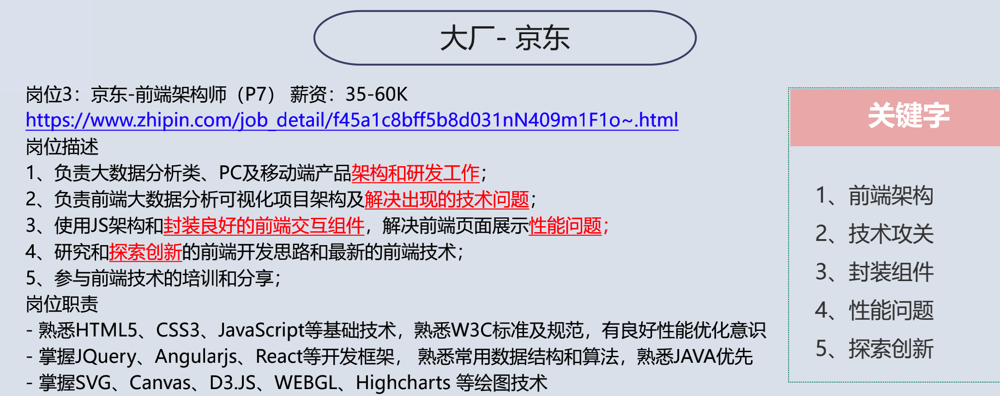 大厂- 京东
岗位3：京东-前端架构师（P7） 薪资：35-60K
https://www.zhipin.com/job_detail/f45a1c8bff5b8d031nN409m1F1o~.html
岗位描述
1、负责大数据分析类、PC及移动端产品架构和研发工作；
2、负责前端大数据分析可视化项目架构及解决出现的技术问题；
3、使用JS架构和封装良好的前端交互组件，解决前端页面展示性能问题；
4、研究和探索创新的前端开发思路和最新的前端技术；
5、参与前端技术的培训和分享；
岗位职责
- 熟悉HTML5、CSS3、JavaScript等基础技术，熟悉W3C标准及规范，有良好性能优化意识
- 掌握JQuery、Angularjs、React等开发框架， 熟悉常用数据结构和算法，熟悉JAVA优先
- 掌握SVG、Canvas、D3.JS、WEBGL、Highcharts 等绘图技术
关键字
1、前端架构
2、技术攻关
3、封装组件
4、性能问题
5、探索创新